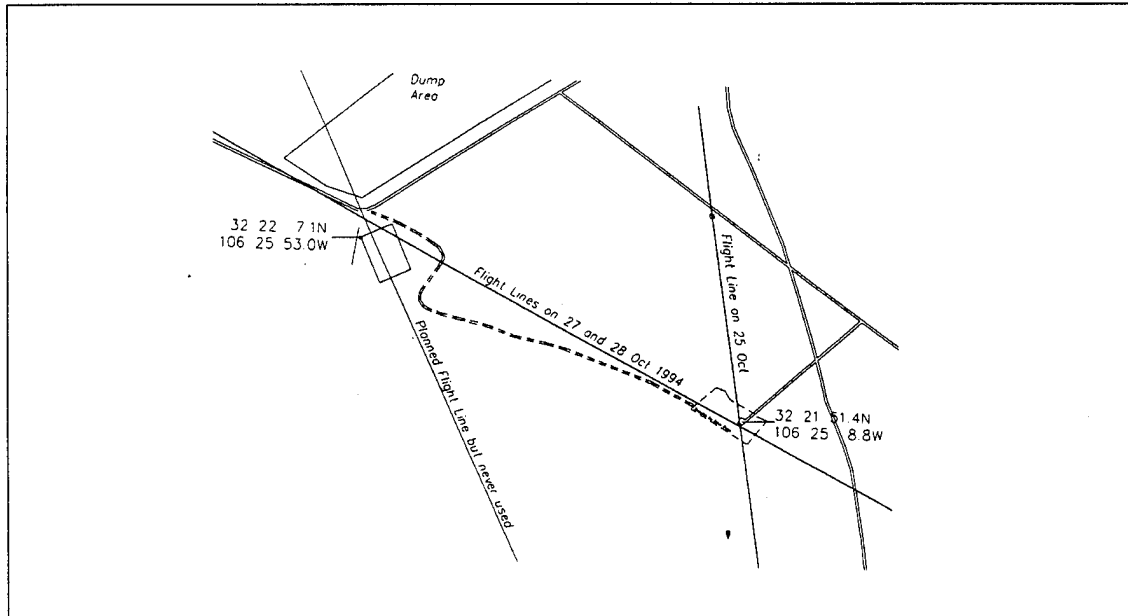 Dump
Area
32 22 7.1N
106 25 53.0W
Flight Lines on 27 and 28 Oct 1994
Flight Line on 25 Oct
Planned Flight Line but never used
32 21 51.4N
106 25 8.8W